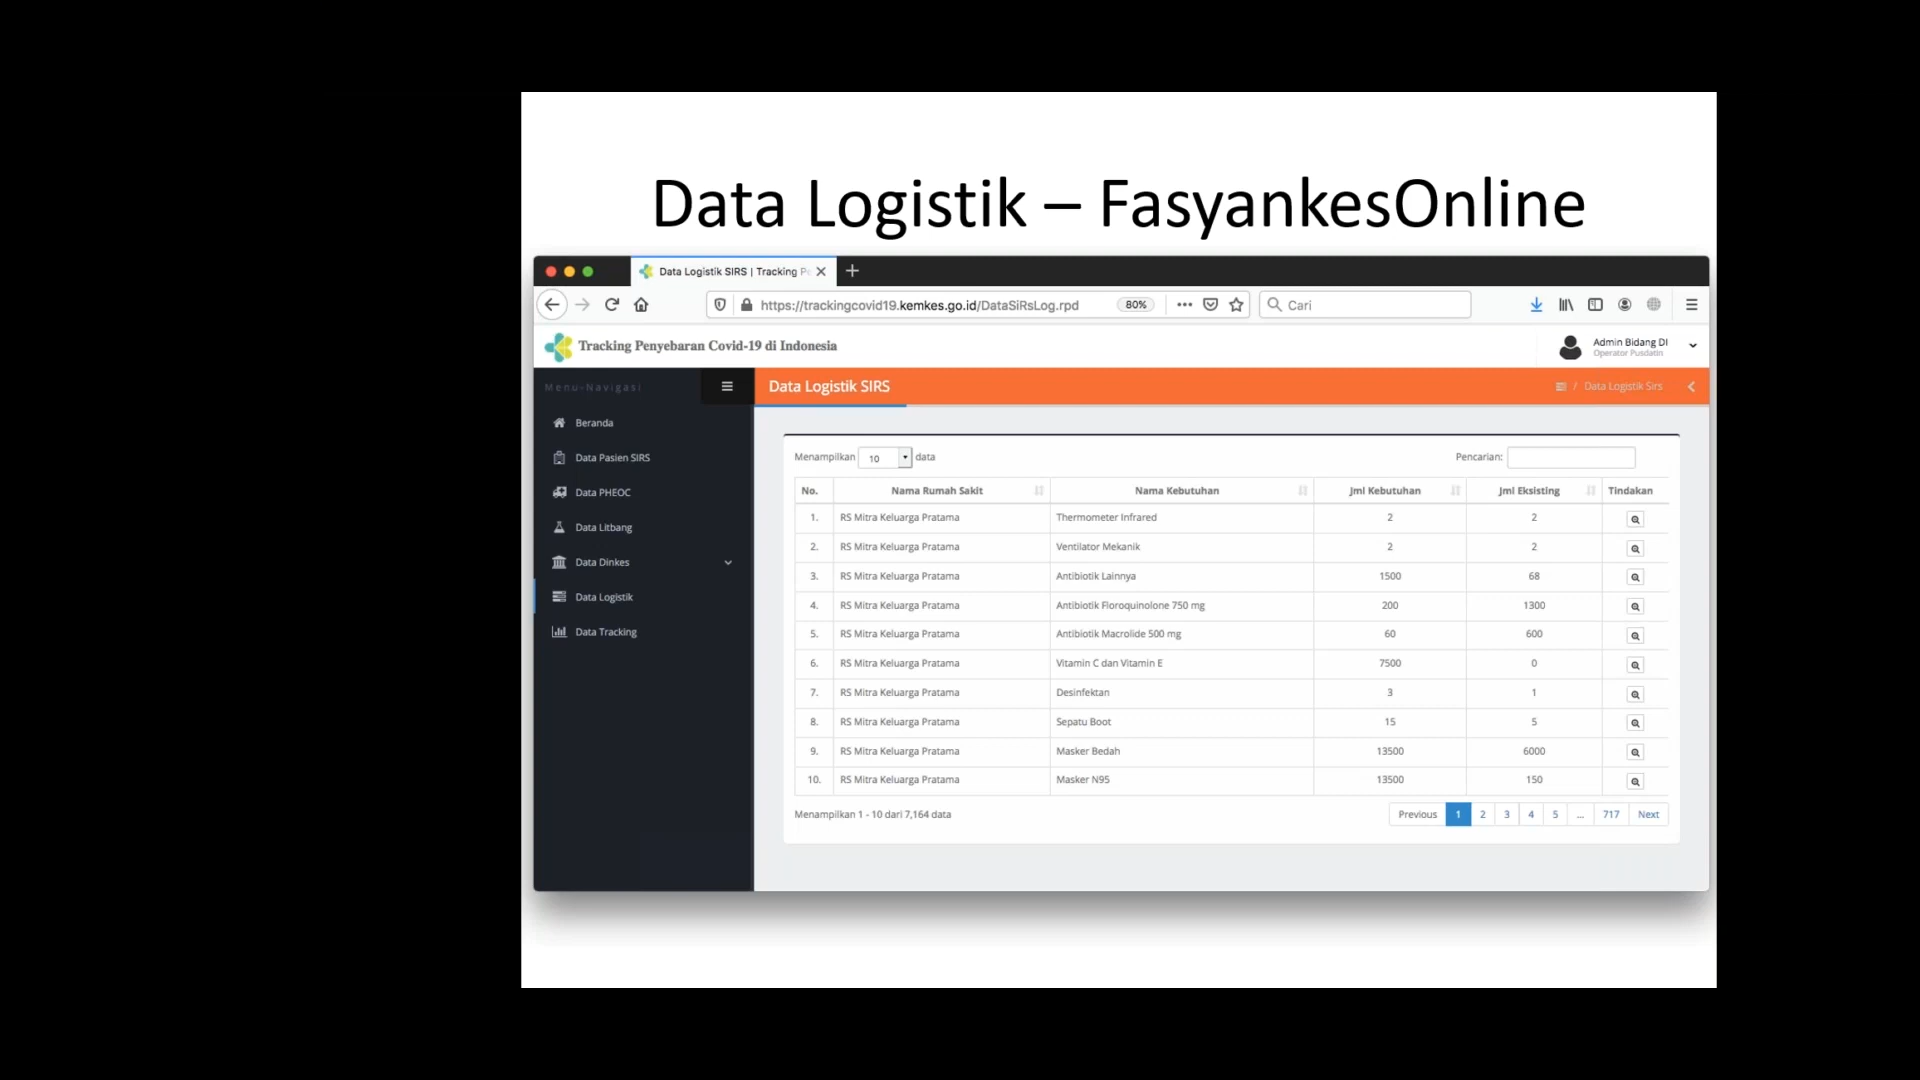 Data Logistik – FasyankesOnline
Data Logistik SIRS | Tracking Pe
https://trackingcovid19.kemkes.go.id/DataSiRsLog.rpd 80% Cari
Tracking Penyebaran Covid-19 di Indonesia
Admin Bidang DI
Operator Pusdatin
Menu-Navigasi
Data Logistik SIRS
/ Data Logistik Sirs
Beranda
Data Pasien SIRS
Data PHEOC
Data Litbang
Data Dinkes
Data Logistik
Data Tracking
Menampilkan 10 data
Pencarian:
No. Nama Rumah Sakit Nama Kebutuhan Jml Kebutuhan Jml Eksisting Tindakan
1. RS Mitra Keluarga Pratama Thermometer Infrared 2 2
2. RS Mitra Keluarga Pratama Ventilator Mekanik 2 2
3. RS Mitra Keluarga Pratama Antibiotik Lainnya 1500 68
4. RS Mitra Keluarga Pratama Antibiotik Floroquinolone 750 mg 200 1300
5. RS Mitra Keluarga Pratama Antibiotik Macrolide 500 mg 60 600
6. RS Mitra Keluarga Pratama Vitamin C dan Vitamin E 7500 0
7. RS Mitra Keluarga Pratama Desinfektan 3 1
8. RS Mitra Keluarga Pratama Sepatu Boot 15 5
9. RS Mitra Keluarga Pratama Masker Bedah 13500 6000
10. RS Mitra Keluarga Pratama Masker N95 13500 150
Menampilkan 1 - 10 dari 7,164 data
Previous 1 2 3 4 5 ... 717 Next